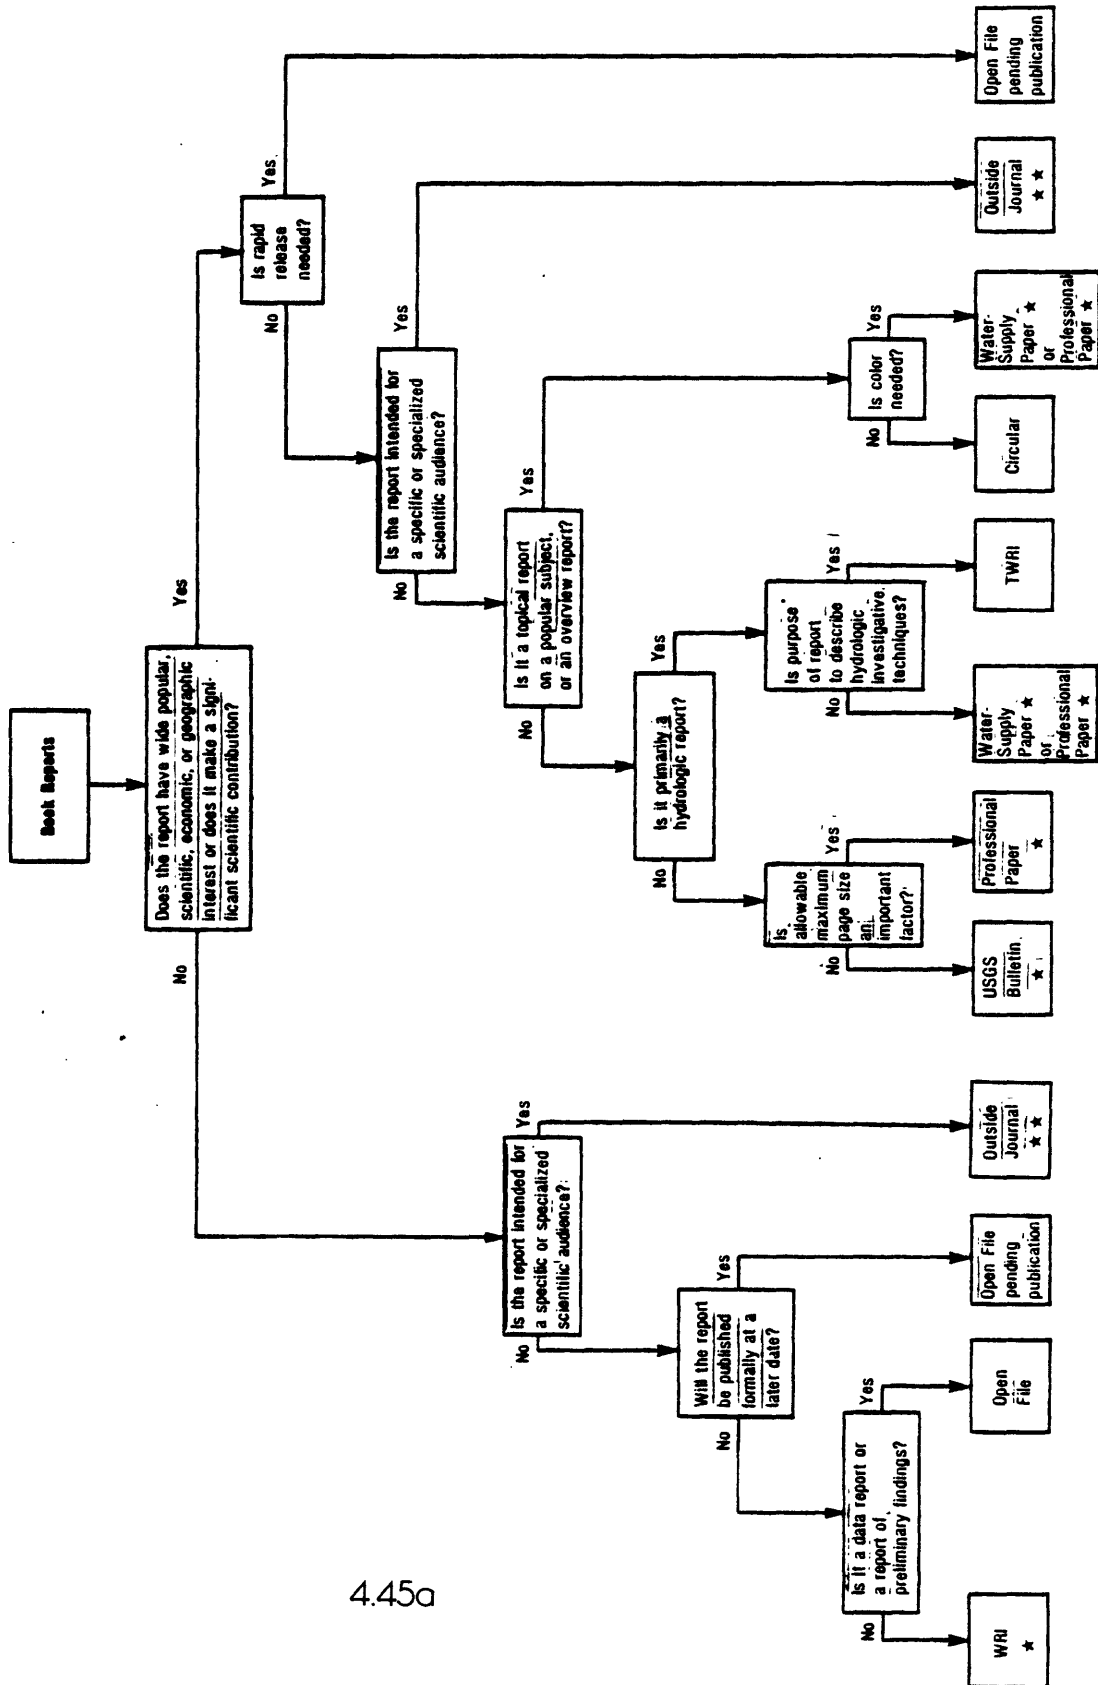 Book Reports
Does the report have wide popular,
scientific, economic, or geographic
interest or does it make a signi-
ficant scientific contribution?
No
Yes
Is rapid
release
needed?
No
Yes
Is the report intended for
a specific or specialized
scientific audience?
No
Yes
Is it a topical report
on a popular subject,
or an overview report?
No
Yes
Is the report intended for
a specific or specialized
scientific audience?
No
Yes
Is it primarily a
hydrologic report?
No
Yes
Will the report
be published
formally at a
later date?
No
Yes
Is
allowable
maximum
page size
an
important
factor?
No
Yes
Is purpose
of report
to describe
hydrologic
investigative
techniques?
No
Yes
Is color
needed?
No
Yes
Is it a data report or
a report of
preliminary findings?
No
Yes
WRI
★
Open
File
Open File
pending
publication
Outside
Journal
★ ★
USGS
Bulletin
★
Professional
Paper
★
Water-
Supply
Paper ★
or
Professional
Paper ★
TWRI
Circular
Water-
Supply
Paper ★
or
Professional
Paper ★
Outside
Journal
★ ★
Open File
pending
publication
4.45a